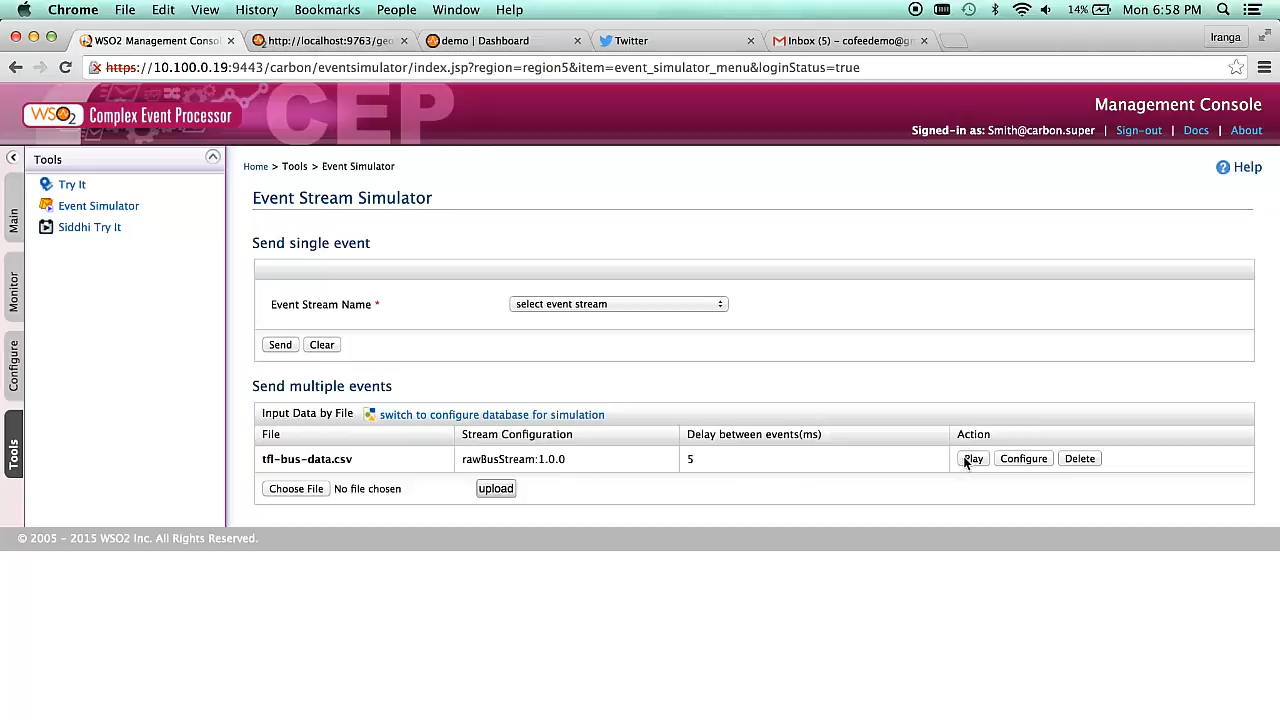 Chrome File Edit View History Bookmarks People Window Help 14% Mon 6:58 PM
WSO2 Management Consol http://localhost:9763/geo demo | Dashboard Twitter Inbox (5) – cofeedemo@gr Iranga
https://10.100.0.19:9443/carbon/eventsimulator/index.jsp?region=region5&item=event_simulator_menu&loginStatus=true
CEP
WSO2 Complex Event Processor
Management Console
Signed-in as: Smith@carbon.super | Sign-out | Docs | About
Tools
Home > Tools > Event Simulator
Help
Try It
Event Simulator
Siddhi Try It
Main
Monitor
Configure
Tools
Event Stream Simulator
Send single event
Event Stream Name * select event stream
Send Clear
Send multiple events
Input Data by File switch to configure database for simulation
File Stream Configuration Delay between events(ms) Action
tfl-bus-data.csv rawBusStream:1.0.0 5 Play Configure Delete
Choose File No file chosen upload
© 2005 – 2015 WSO2 Inc. All Rights Reserved.